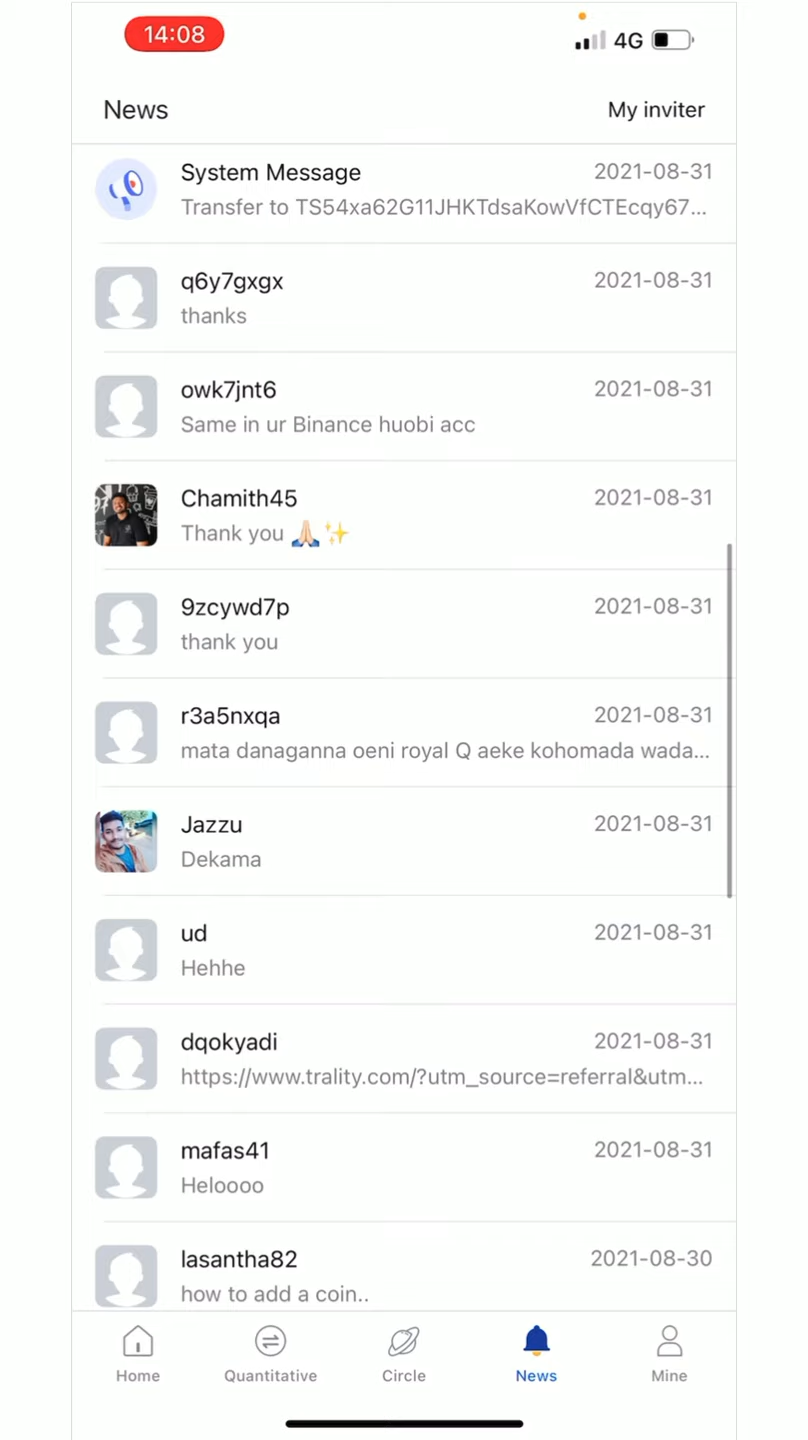 14:08
4G
News
My inviter
System Message
2021-08-31
Transfer to TS54xa62G11JHKTdsaKowVfCTEcqy67...
q6y7gxgx
2021-08-31
thanks
owk7jnt6
2021-08-31
Same in ur Binance huobi acc
Chamith45
2021-08-31
Thank you 🙏🏻✨
9zcywd7p
2021-08-31
thank you
r3a5nxqa
2021-08-31
mata danaganna oeni royal Q aeke kohomada wada...
Jazzu
2021-08-31
Dekama
ud
2021-08-31
Hehhe
dqokyadi
2021-08-31
https://www.trality.com/?utm_source=referral&utm...
mafas41
2021-08-31
Heloooo
lasantha82
2021-08-30
how to add a coin..
Home
Quantitative
Circle
News
Mine